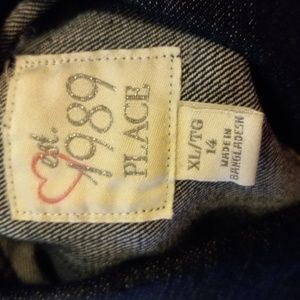 est.
1989
PLACE
XL/TG
14
MADE IN
BANGLADESH